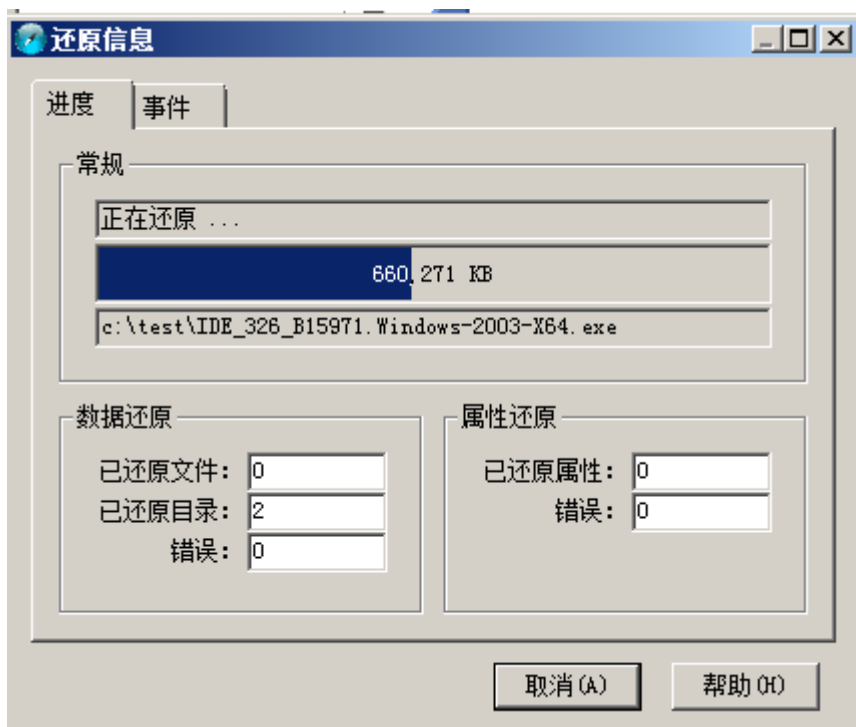 还原信息
进度 事件
常规
正在还原 ...
660,271 KB
c:\test\IDE_326_B15971.Windows-2003-X64.exe
数据还原
已还原文件: 0
已还原目录: 2
错误: 0
属性还原
已还原属性: 0
错误: 0
取消(A) 帮助(H)